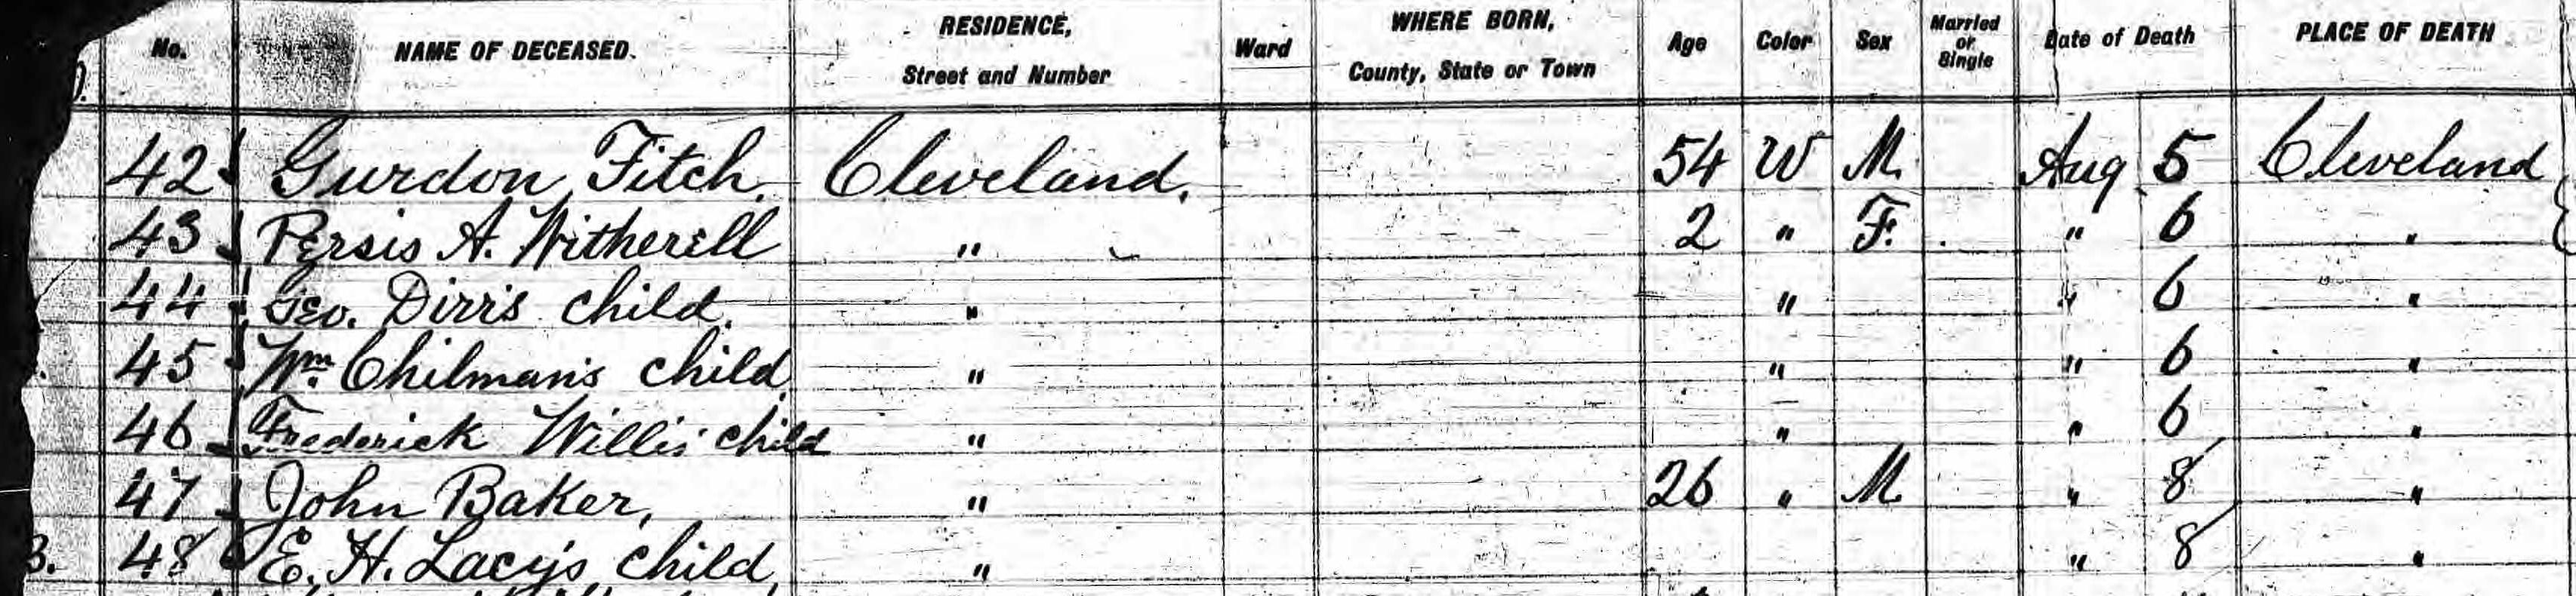 No. NAME OF DECEASED. RESIDENCE, Street and Number Ward WHERE BORN, County, State or Town Age Color Sex Married or Single Date of Death PLACE OF DEATH
42 Gurdon Fitch. Cleveland. 54 W M. Aug 5 Cleveland
43 Persis A. Witherell " 2 " F. " 6 "
44 Geo. Dirr's child. " " " 6 "
45 Wm. Chilman's child " " " 6 "
46 Frederick Willis' child " " " 6 "
47 John Baker, " 26 " M " 8 "
3. 48 E. H. Lacy's child, " " 8 "